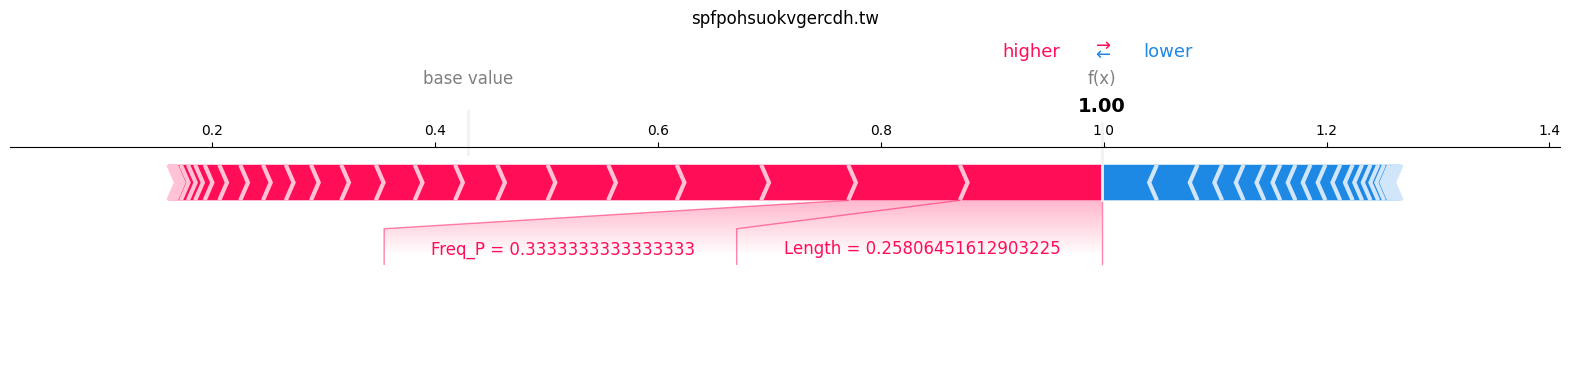 spfpohsuokvgercdh.tw
higher ⇄ lower
base value f(x)
1.00
0.2 0.4 0.6 0.8 1.0 1.2 1.4
Freq_P = 0.3333333333333333 Length = 0.25806451612903225